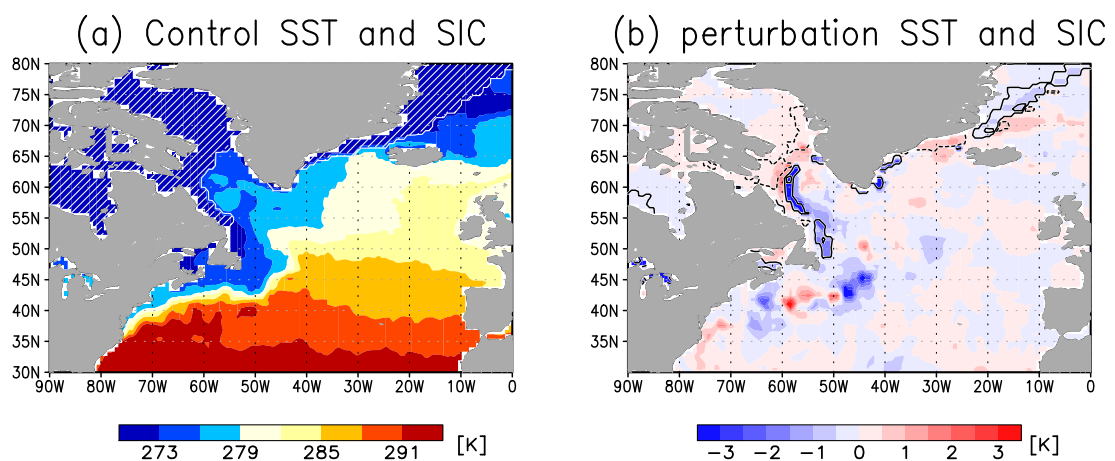 (a) Control SST and SIC
80N
75N
70N
65N
60N
55N
50N
45N
40N
35N
30N
90W 80W 70W 60W 50W 40W 30W 20W 10W 0
273 279 285 291 [K]
(b) perturbation SST and SIC
80N
75N
70N
65N
60N
55N
50N
45N
40N
35N
30N
90W 80W 70W 60W 50W 40W 30W 20W 10W 0
−3 −2 −1 0 1 2 3 [K]